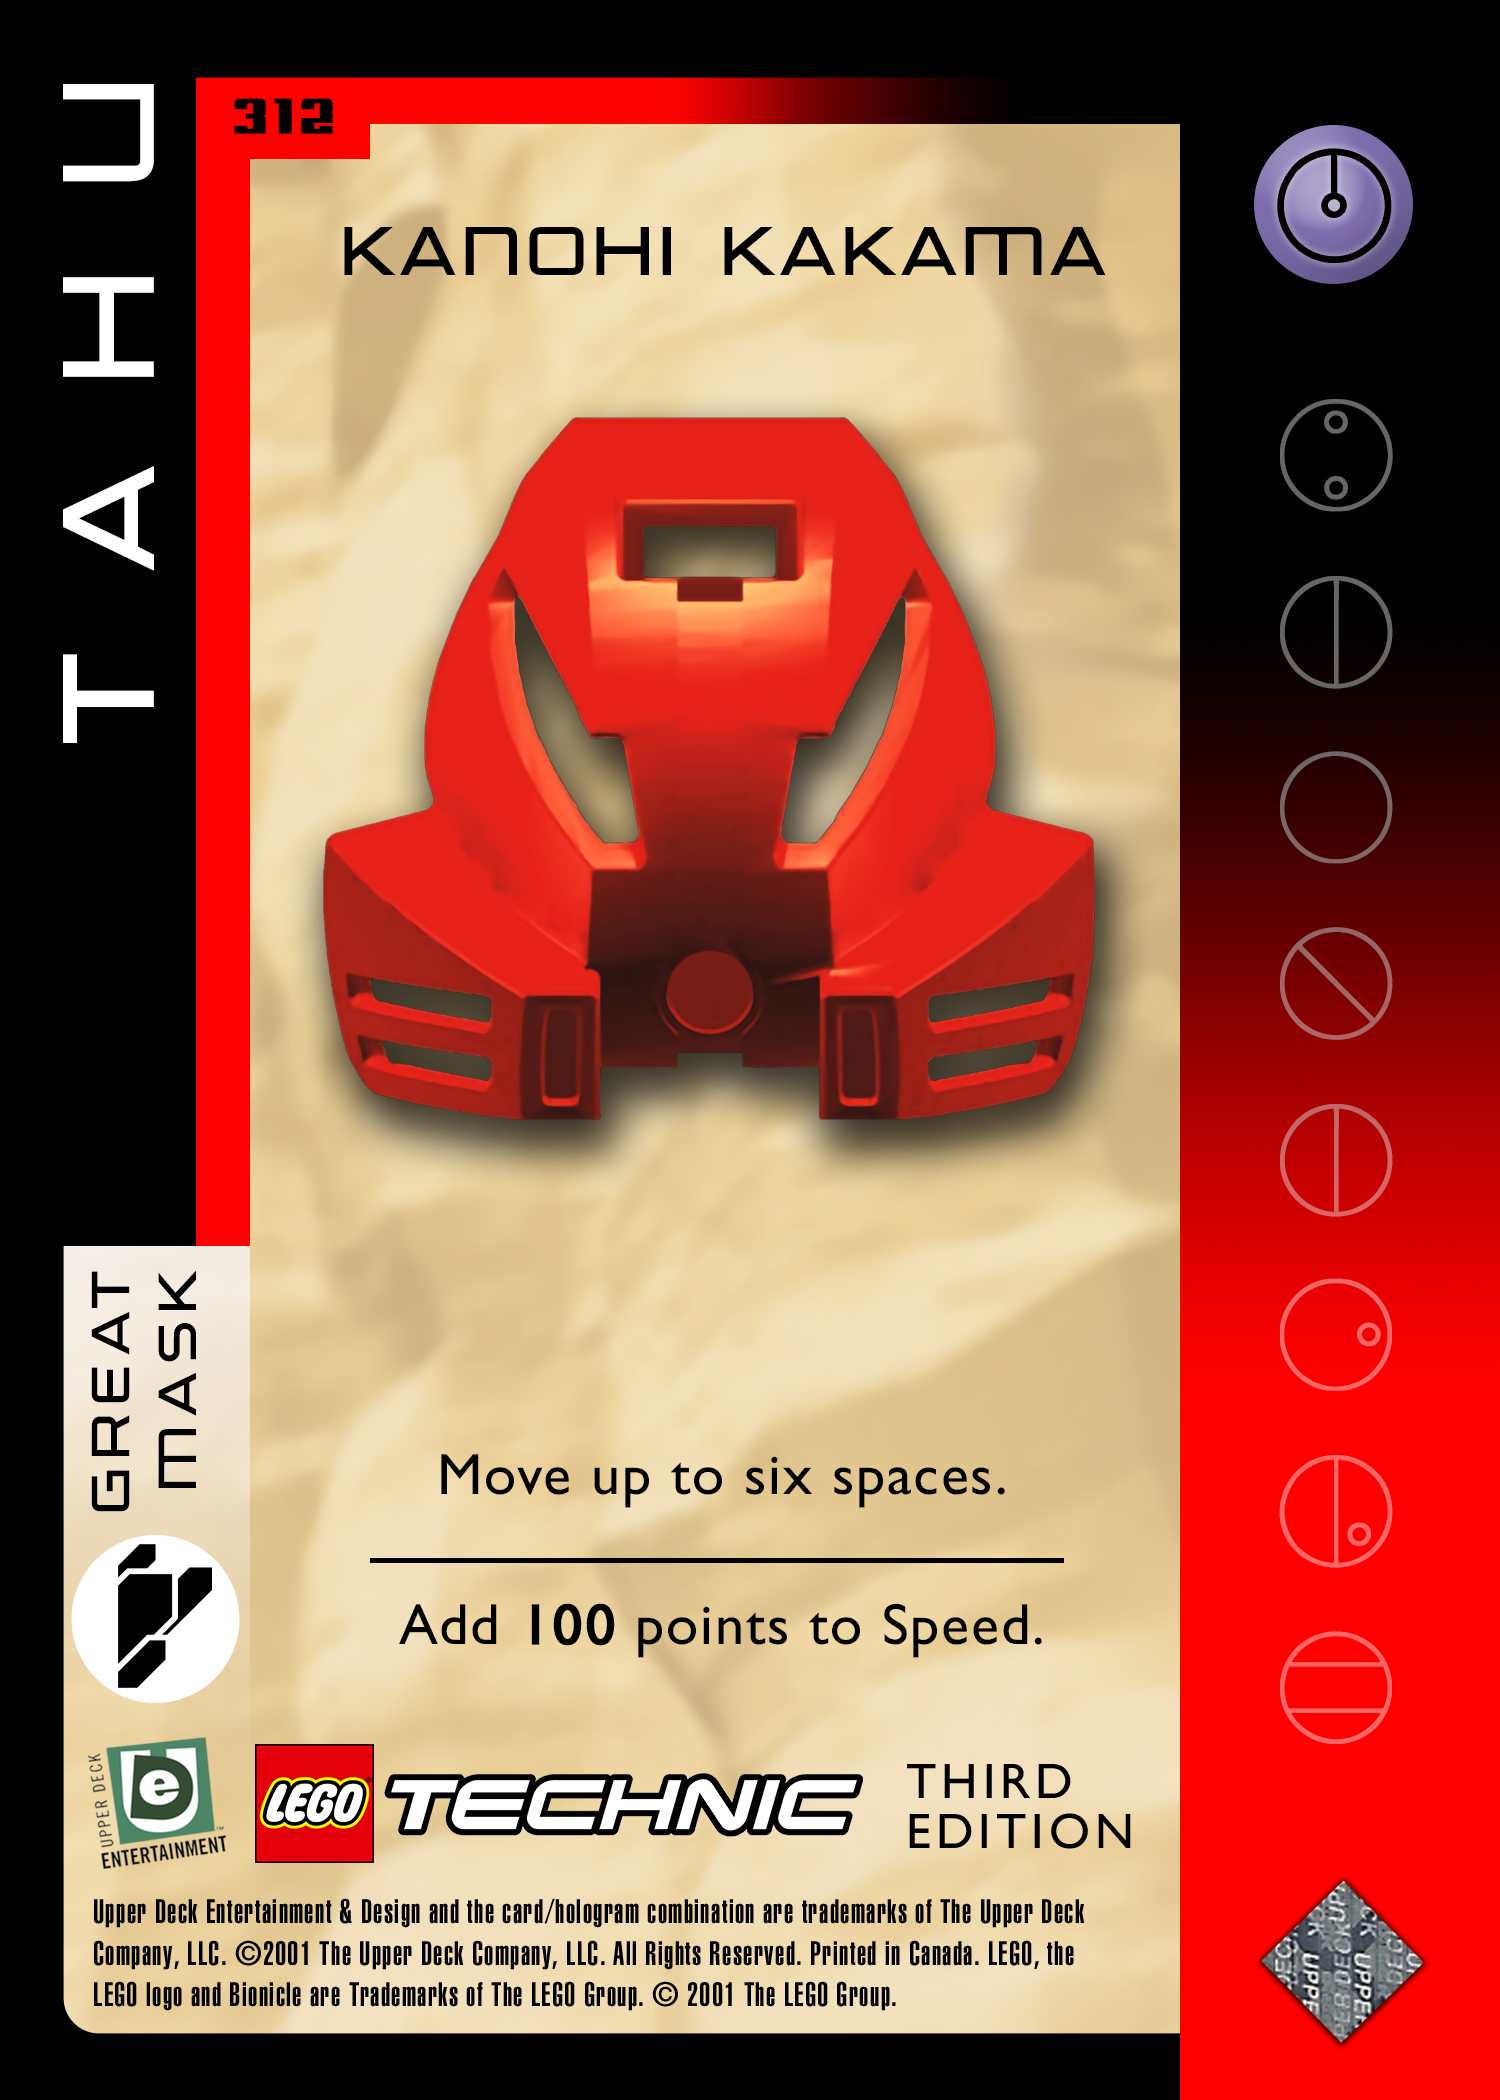 TAHU
312
KANOHI KAKAMA
GREAT
MASK
Move up to six spaces.
Add 100 points to Speed.
UPPER DECK
e
D
ENTERTAINMENT
™
LEGO
TECHNIC
THIRD
EDITION
Upper Deck Entertainment & Design and the card/hologram combination are trademarks of The Upper Deck
Company, LLC. ©2001 The Upper Deck Company, LLC. All Rights Reserved. Printed in Canada. LEGO, the
LEGO logo and Bionicle are Trademarks of The LEGO Group. © 2001 The LEGO Group.